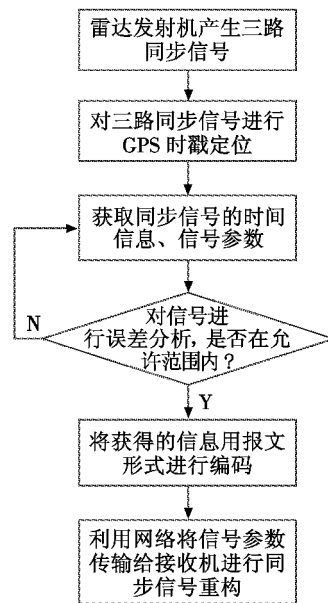 雷达发射机产生三路
同步信号
对三路同步信号进行
GPS 时戳定位
获取同步信号的时间
信息、信号参数
N
对信号进
行误差分析，是否在允
许范围内？
Y
将获得的信息用报文
形式进行编码
利用网络将信号参数
传输给接收机进行同
步信号重构